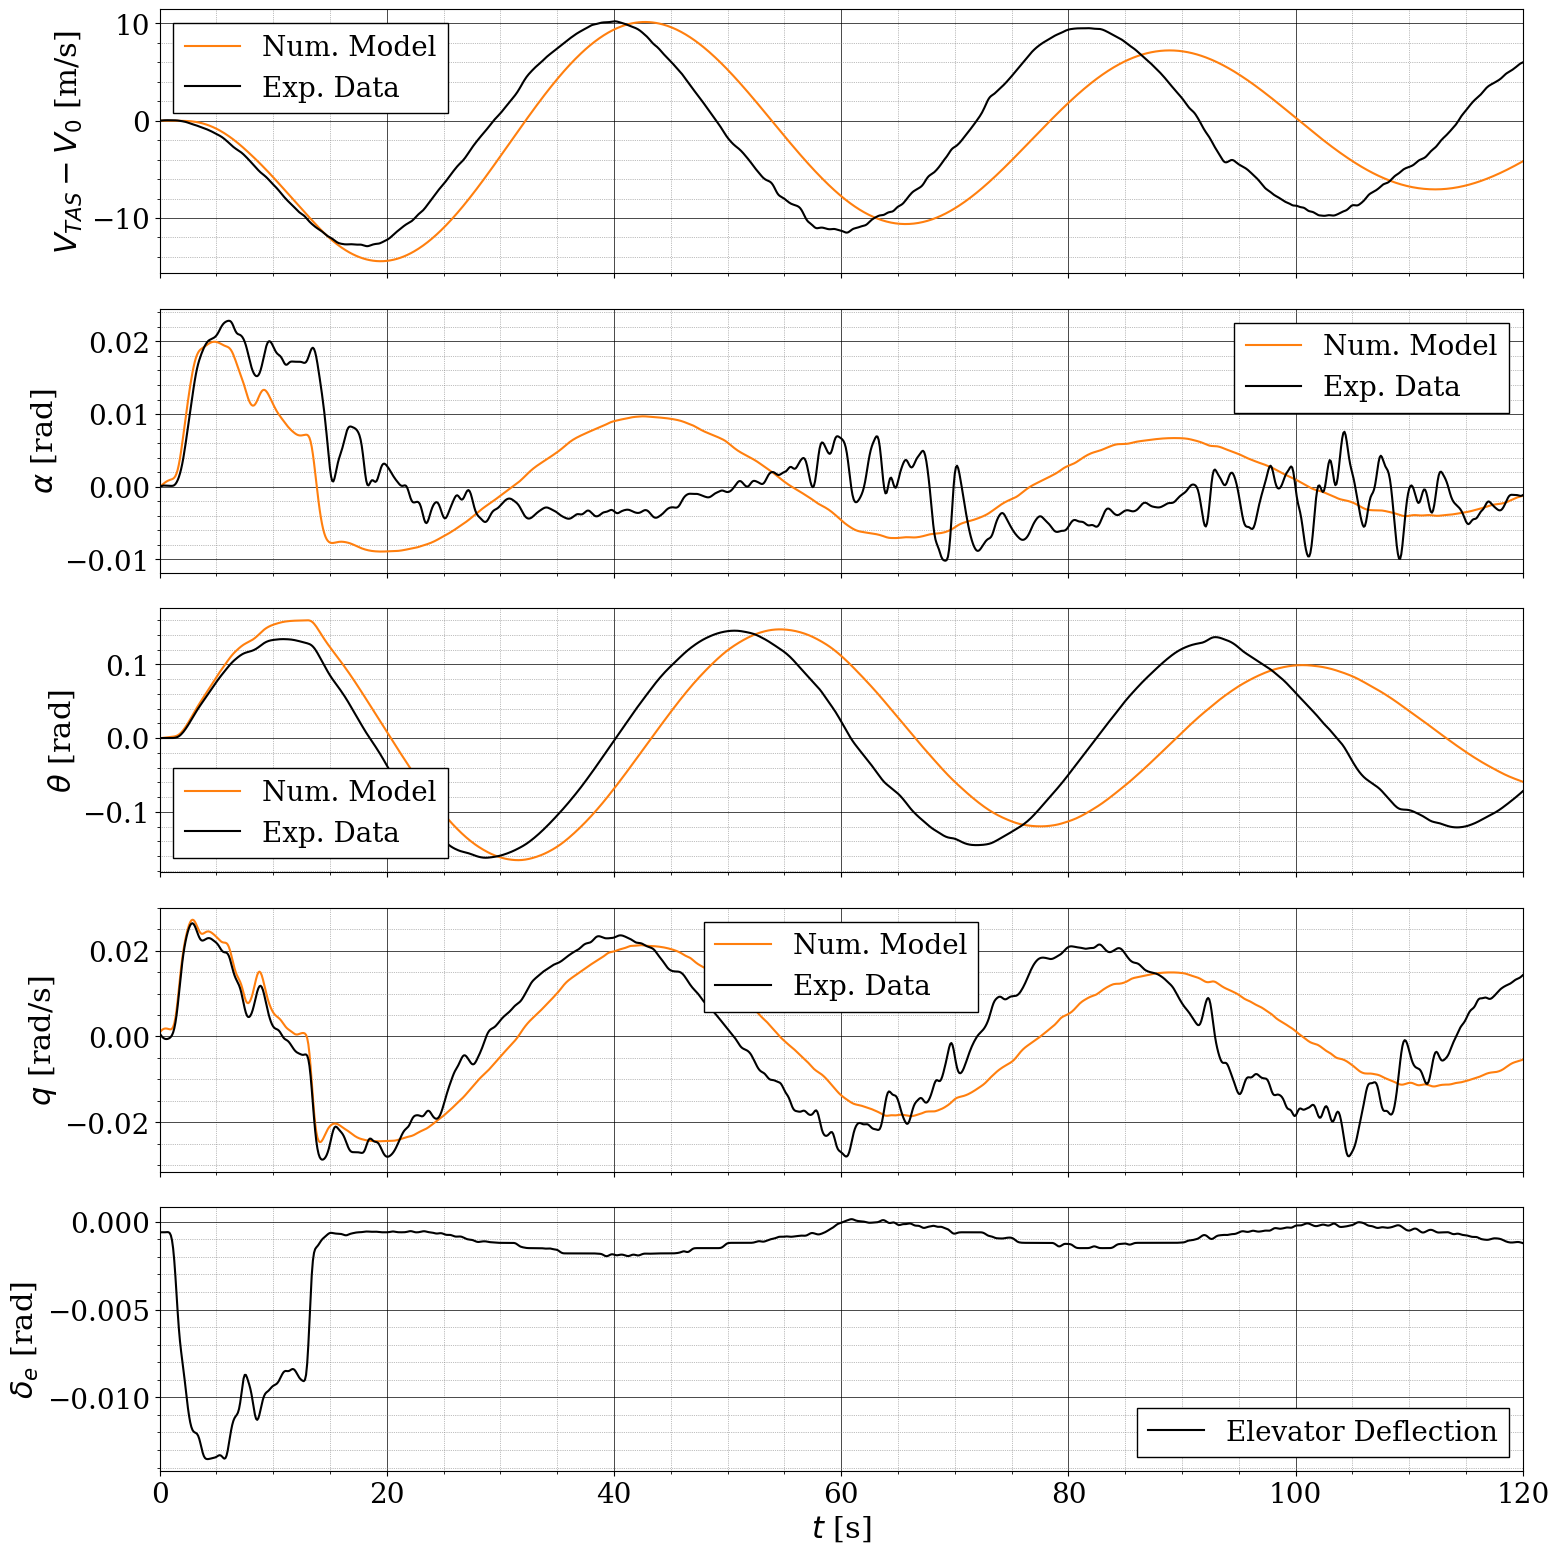 10
0
−10
V_TAS − V_0 [m/s]
Num. Model
Exp. Data
0.02
0.01
0.00
−0.01
α [rad]
Num. Model
Exp. Data
0.1
0.0
−0.1
θ [rad]
Num. Model
Exp. Data
0.02
0.00
−0.02
q [rad/s]
Num. Model
Exp. Data
0.000
−0.005
−0.010
δ_e [rad]
Elevator Deflection
0 20 40 60 80 100 120
t [s]